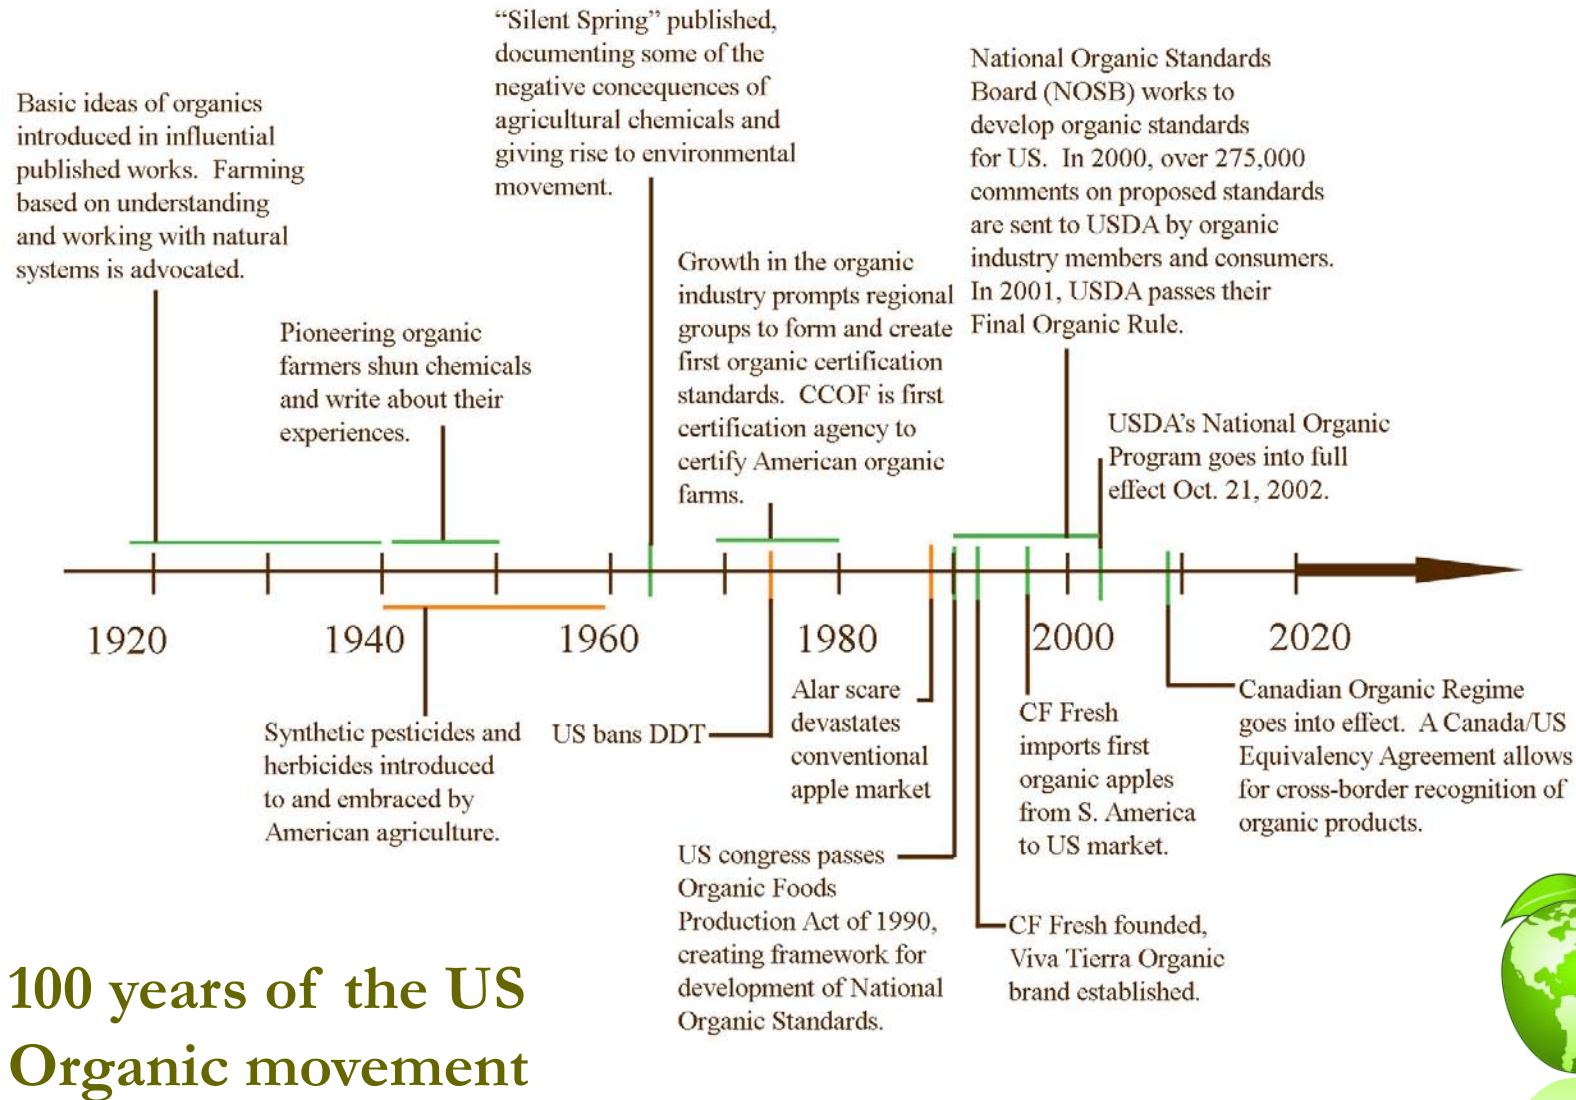 “Silent Spring” published,
documenting some of the
negative concequences of
agricultural chemicals and
giving rise to environmental
movement.
National Organic Standards
Board (NOSB) works to
develop organic standards
for US. In 2000, over 275,000
comments on proposed standards
are sent to USDA by organic
industry members and consumers.
In 2001, USDA passes their
Final Organic Rule.
Basic ideas of organics
introduced in influential
published works. Farming
based on understanding
and working with natural
systems is advocated.
Growth in the organic
industry prompts regional
groups to form and create
first organic certification
standards. CCOF is first
certification agency to
certify American organic
farms.
Pioneering organic
farmers shun chemicals
and write about their
experiences.
USDA’s National Organic
Program goes into full
effect Oct. 21, 2002.
1920 1940 1960 1980 2000 2020
Synthetic pesticides and
herbicides introduced
to and embraced by
American agriculture.
US bans DDT
Alar scare
devastates
conventional
apple market
CF Fresh
imports first
organic apples
from S. America
to US market.
Canadian Organic Regime
goes into effect. A Canada/US
Equivalency Agreement allows
for cross-border recognition of
organic products.
US congress passes
Organic Foods
Production Act of 1990,
creating framework for
development of National
Organic Standards.
CF Fresh founded,
Viva Tierra Organic
brand established.
100 years of the US
Organic movement